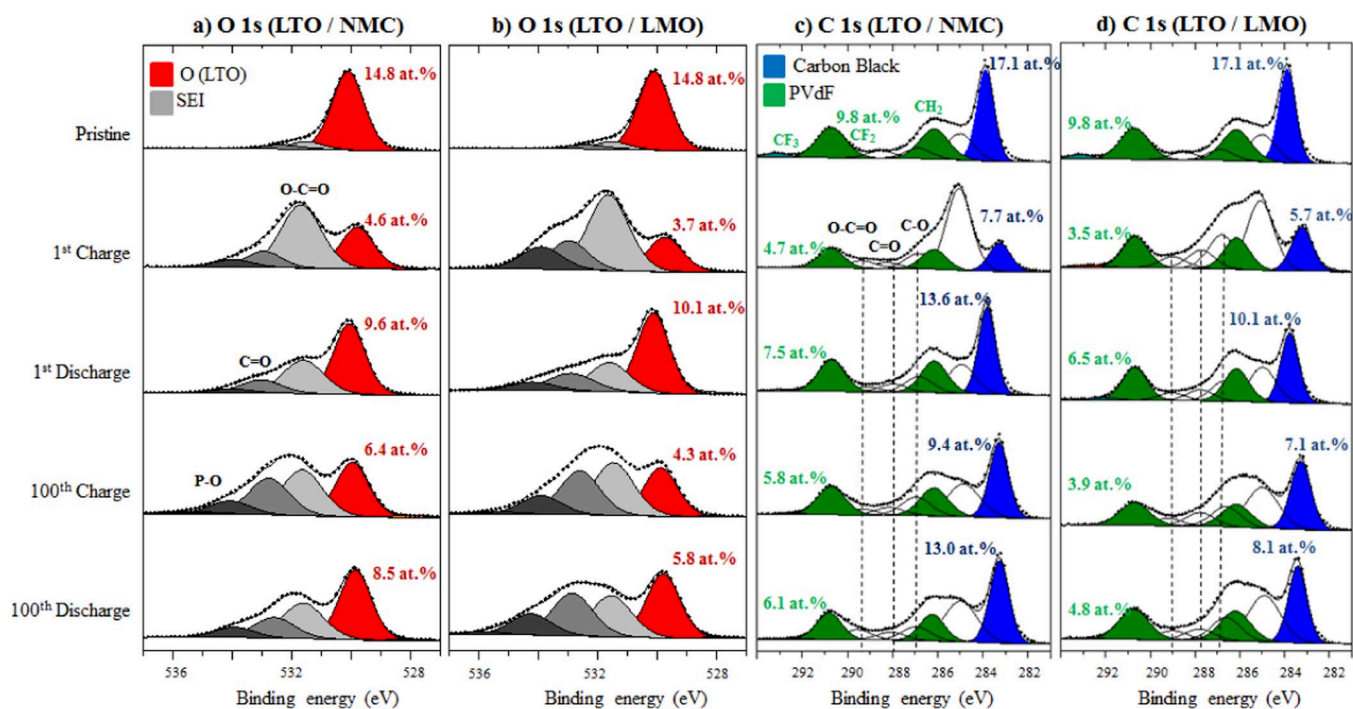 a) O 1s (LTO / NMC)
b) O 1s (LTO / LMO)
c) C 1s (LTO / NMC)
d) C 1s (LTO / LMO)
O (LTO)
SEI
14.8 at.%
14.8 at.%
Carbon Black
PVdF
17.1 at.%
17.1 at.%
Pristine
CF3
9.8 at.%
CF2
CH2
9.8 at.%
1st Charge
O-C=O
4.6 at.%
3.7 at.%
4.7 at.%
O-C=O
C=O
C-O
7.7 at.%
3.5 at.%
5.7 at.%
1st Discharge
C=O
9.6 at.%
10.1 at.%
7.5 at.%
13.6 at.%
6.5 at.%
10.1 at.%
100th Charge
P-O
6.4 at.%
4.3 at.%
5.8 at.%
9.4 at.%
3.9 at.%
7.1 at.%
100th Discharge
8.5 at.%
5.8 at.%
6.1 at.%
13.0 at.%
4.8 at.%
8.1 at.%
536 532 528
536 532 528
292 290 288 286 284 282
292 290 288 286 284 282
Binding energy (eV)
Binding energy (eV)
Binding energy (eV)
Binding energy (eV)